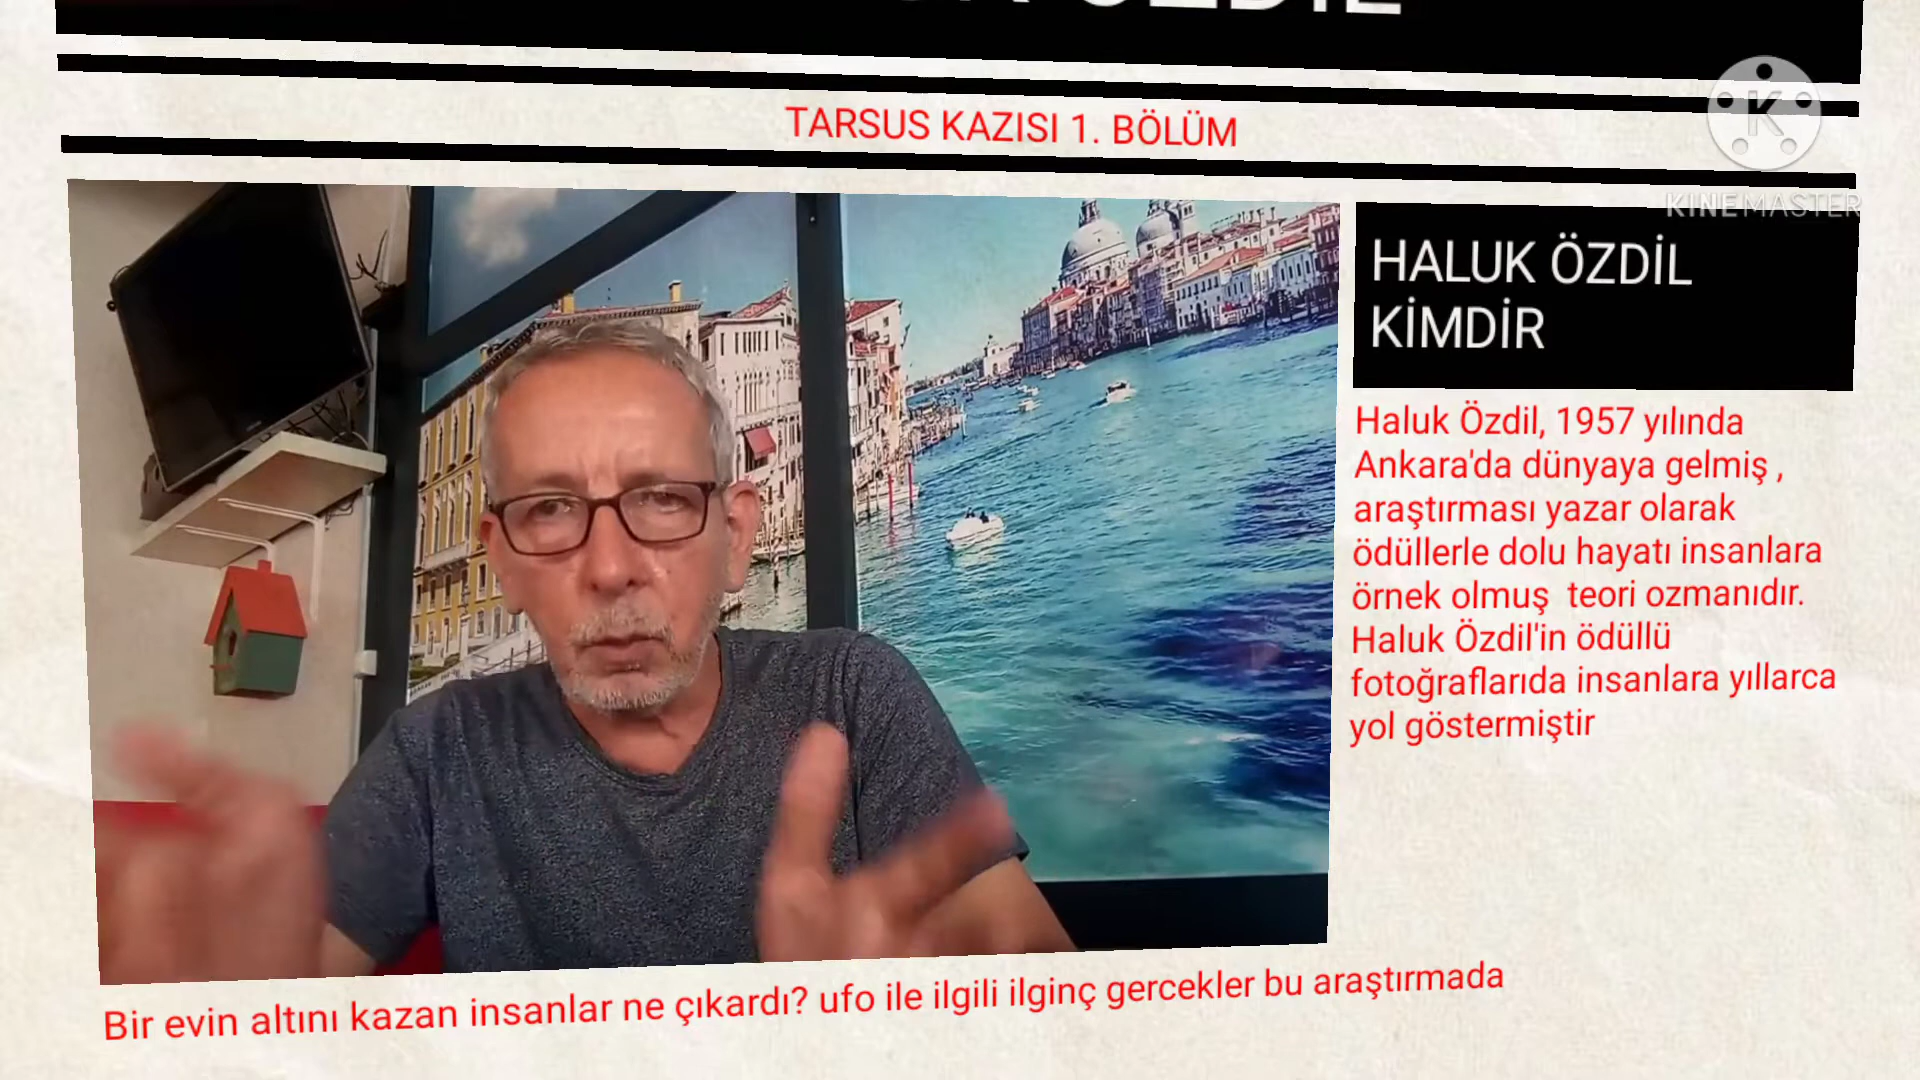 ÖZDİL
TARSUS KAZISI 1. BÖLÜM
KINEMASTER
HALUK ÖZDİL
KİMDİR
Haluk Özdil, 1957 yılında
Ankara'da dünyaya gelmiş ,
araştırması yazar olarak
ödüllerle dolu hayatı insanlara
örnek olmuş  teori ozmanıdır.
Haluk Özdil'in ödüllü
fotoğraflarıda insanlara yıllarca
yol göstermiştir
Bir evin altını kazan insanlar ne çıkardı? ufo ile ilgili ilginç gercekler bu araştırmada